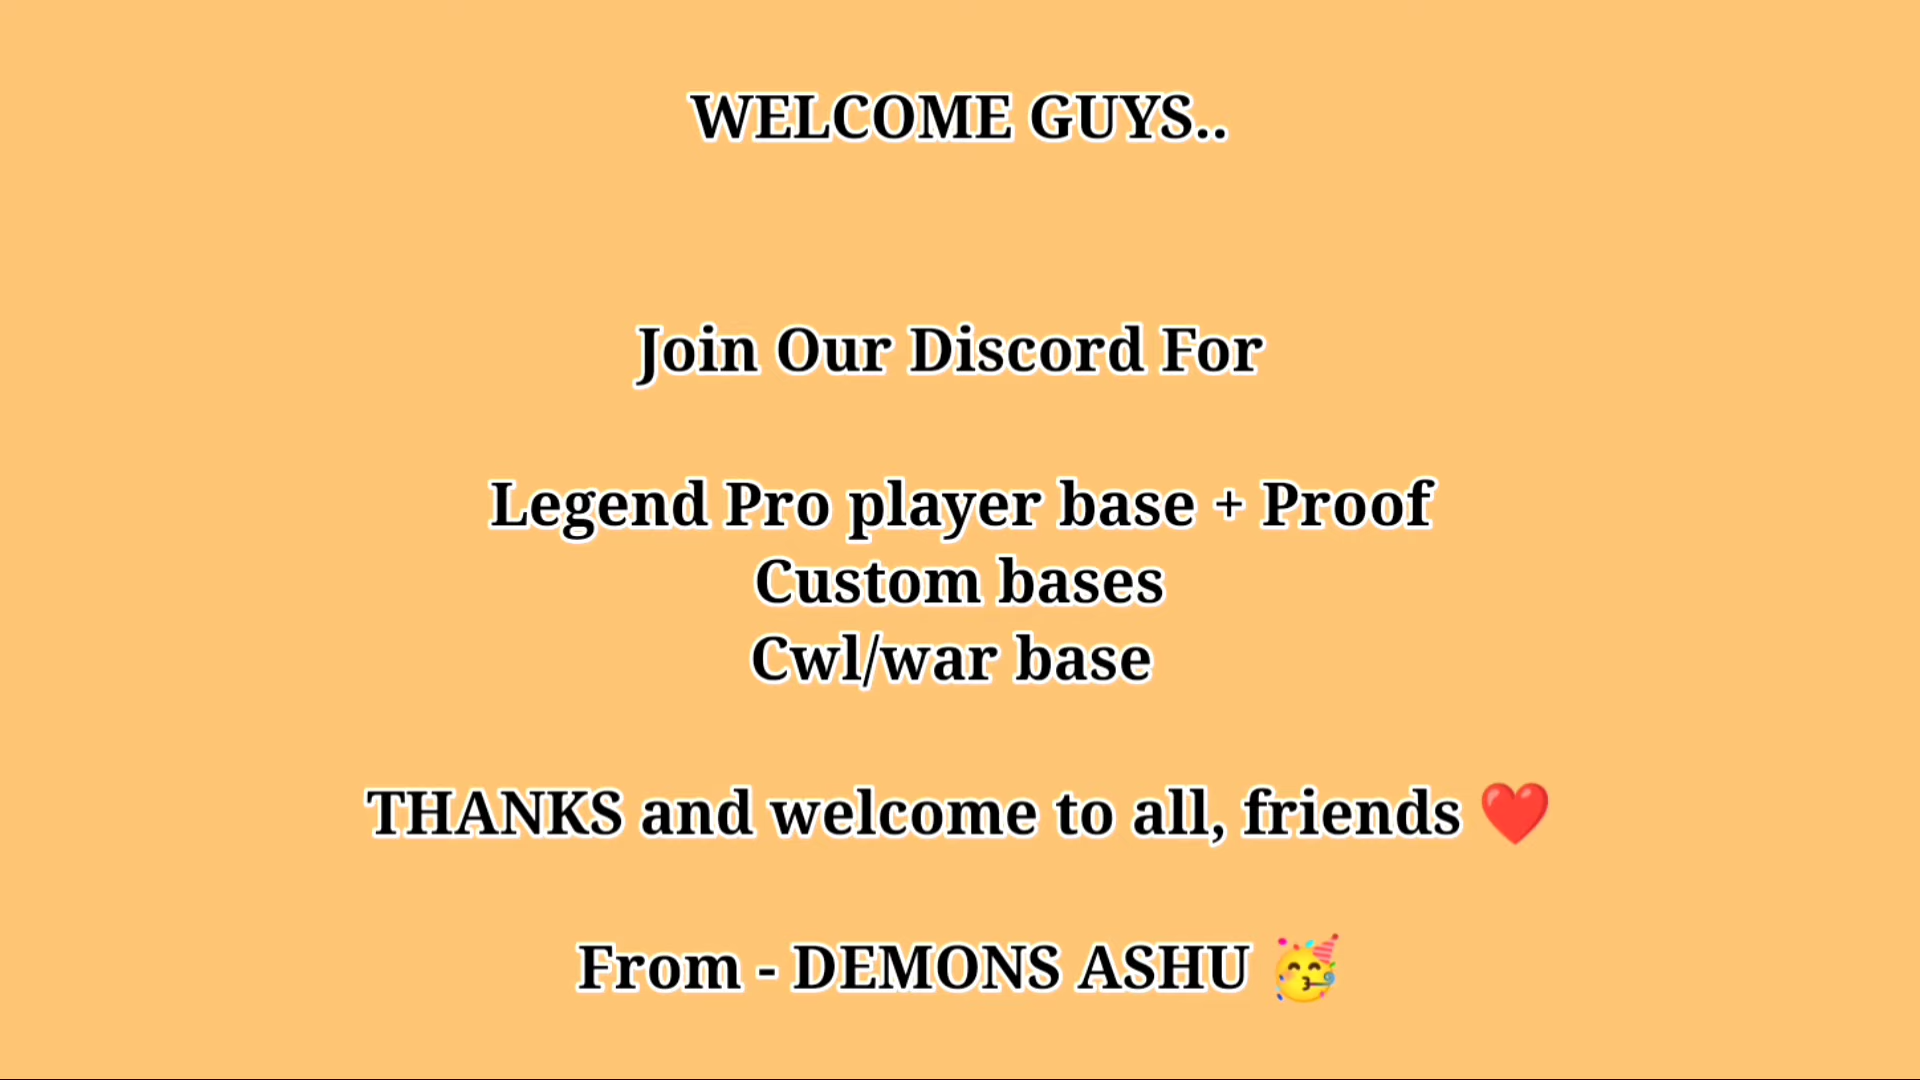 WELCOME GUYS..
Join Our Discord For
Legend Pro player base + Proof
Custom bases
Cwl/war base
THANKS and welcome to all, friends ❤️
From - DEMONS ASHU 🥳